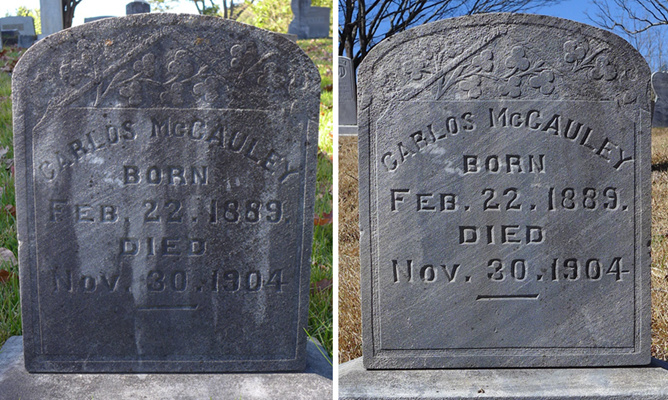 CARLOS MCCAULEY
BORN
FEB. 22. 1889.
DIED
NOV. 30. 1904
CARLOS MCCAULEY
BORN
FEB. 22. 1889.
DIED
NOV. 30. 1904